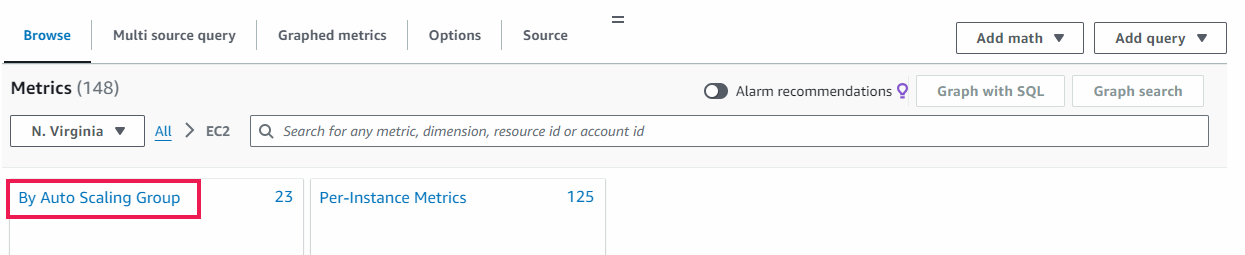 Browse
Multi source query
Graphed metrics
Options
Source
Add math
Add query
Metrics (148)
Alarm recommendations
Graph with SQL
Graph search
N. Virginia
All
EC2
Search for any metric, dimension, resource id or account id
By Auto Scaling Group 23
Per-Instance Metrics 125